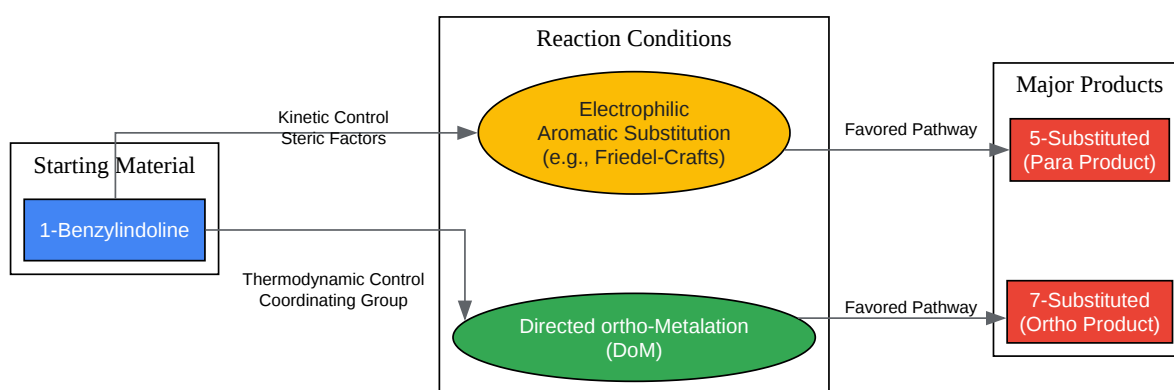 Reaction Conditions
Starting Material
1-Benzylindoline
Kinetic Control
Steric Factors
Thermodynamic Control
Coordinating Group
Electrophilic
Aromatic Substitution
(e.g., Friedel-Crafts)
Directed ortho-Metalation
(DoM)
Favored Pathway
Favored Pathway
Major Products
5-Substituted
(Para Product)
7-Substituted
(Ortho Product)